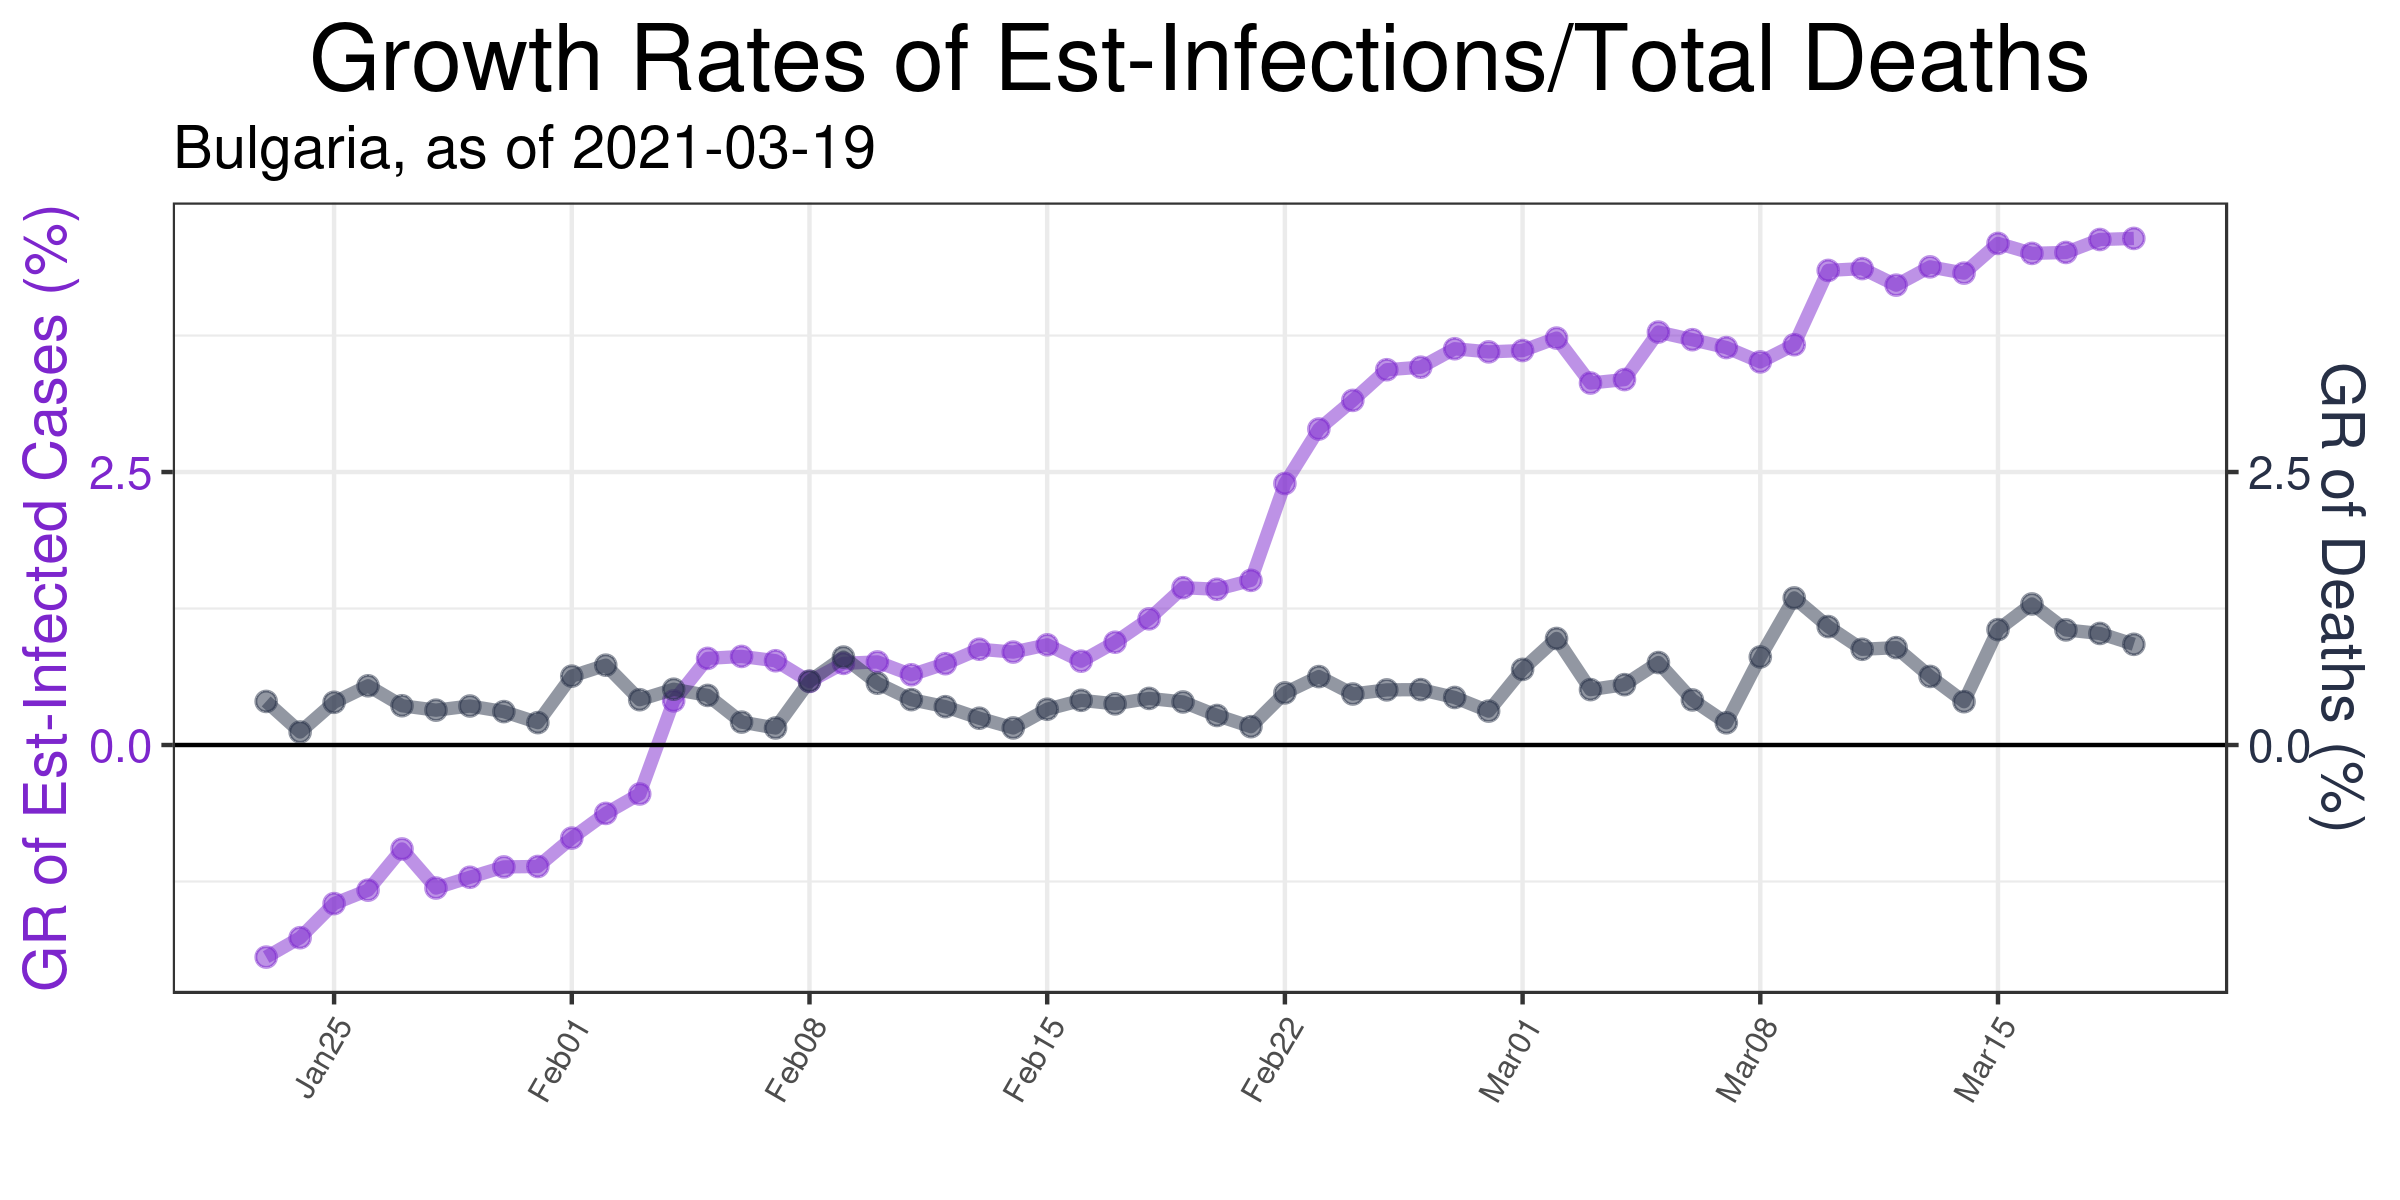 Growth Rates of Est-Infections/Total Deaths
Bulgaria, as of 2021-03-19
GR of Est-Infected Cases (%)
2.5
0.0
2.5
0.0
GR of Deaths (%)
Jan25
Feb01
Feb08
Feb15
Feb22
Mar01
Mar08
Mar15